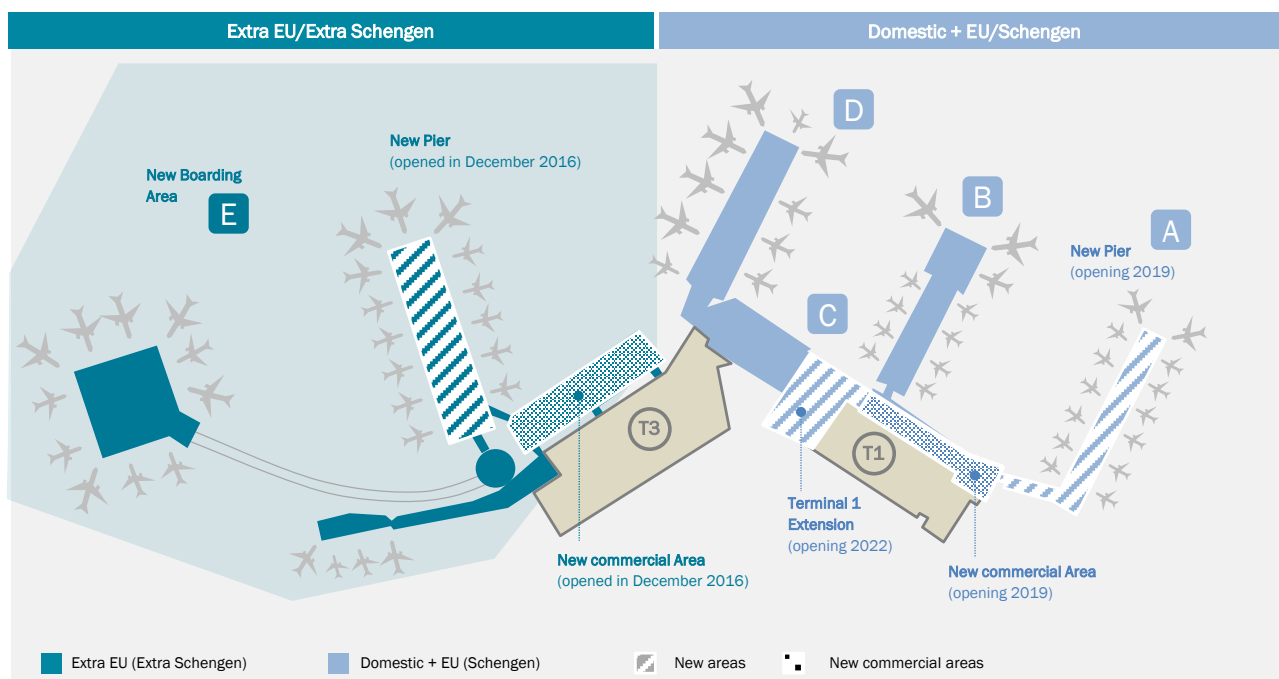 Extra EU/Extra Schengen
Domestic + EU/Schengen
New Pier
(opened in December 2016)
New Boarding
Area
E
D
B
A
New Pier
(opening 2019)
C
T3
T1
Terminal 1
Extension
(opening 2022)
New commercial Area
(opened in December 2016)
New commercial Area
(opening 2019)
Extra EU (Extra Schengen)
Domestic + EU (Schengen)
New areas
New commercial areas